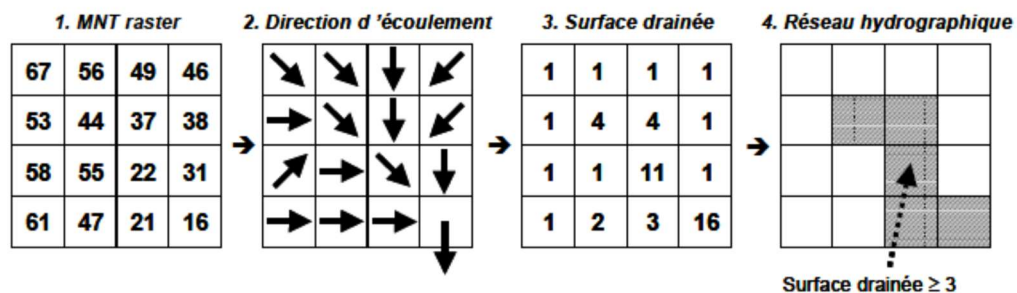 1. MNT raster 2. Direction d ’écoulement 3. Surface drainée 4. Réseau hydrographique
67 56 49 46
53 44 37 38
58 55 22 31
61 47 21 16
1 1 1 1
1 4 4 1
1 1 11 1
1 2 3 16
Surface drainée ≥ 3